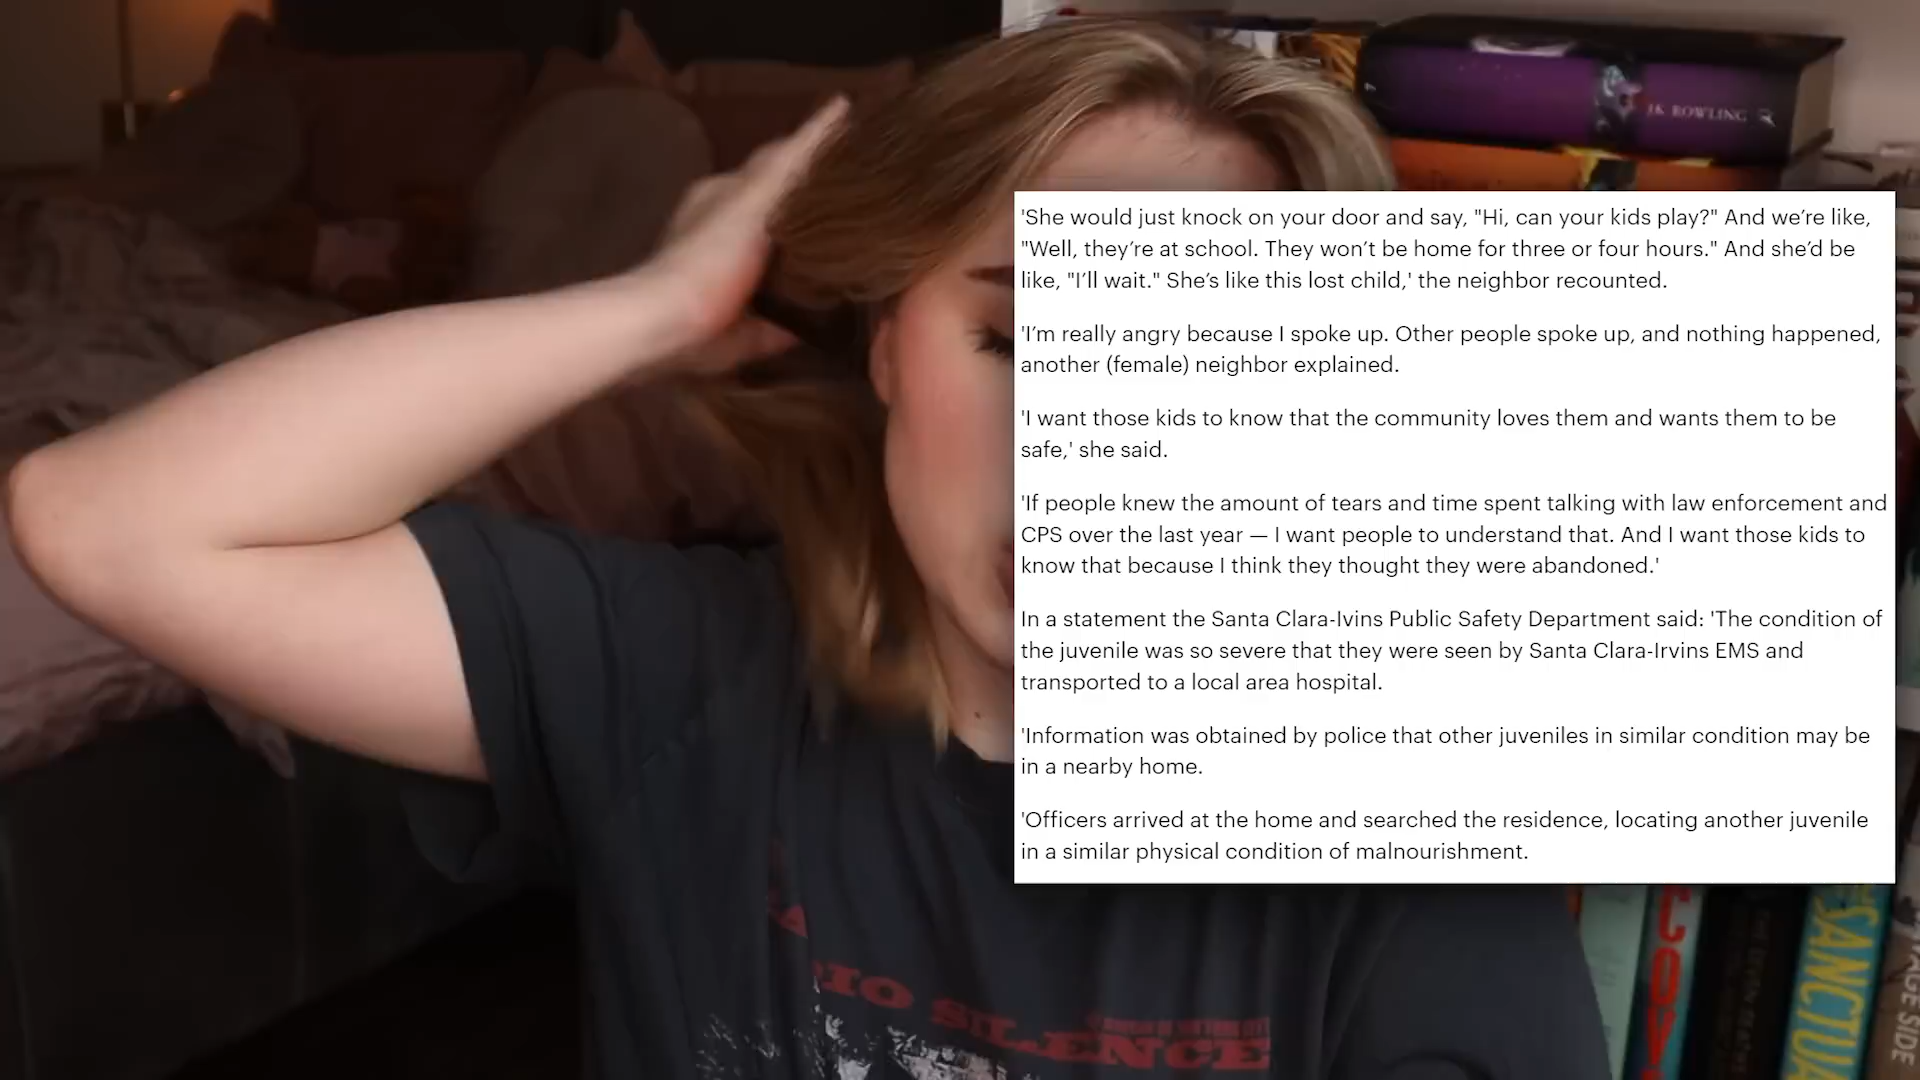 J.K. ROWLING
'She would just knock on your door and say, "Hi, can your kids play?" And we’re like,
"Well, they’re at school. They won’t be home for three or four hours." And she’d be
like, "I’ll wait." She’s like this lost child,' the neighbor recounted.
'I’m really angry because I spoke up. Other people spoke up, and nothing happened,
another (female) neighbor explained.
'I want those kids to know that the community loves them and wants them to be
safe,' she said.
'If people knew the amount of tears and time spent talking with law enforcement and
CPS over the last year — I want people to understand that. And I want those kids to
know that because I think they thought they were abandoned.'
In a statement the Santa Clara-Ivins Public Safety Department said: 'The condition of
the juvenile was so severe that they were seen by Santa Clara-Irvins EMS and
transported to a local area hospital.
'Information was obtained by police that other juveniles in similar condition may be
in a nearby home.
'Officers arrived at the home and searched the residence, locating another juvenile
in a similar physical condition of malnourishment.
SILENCE